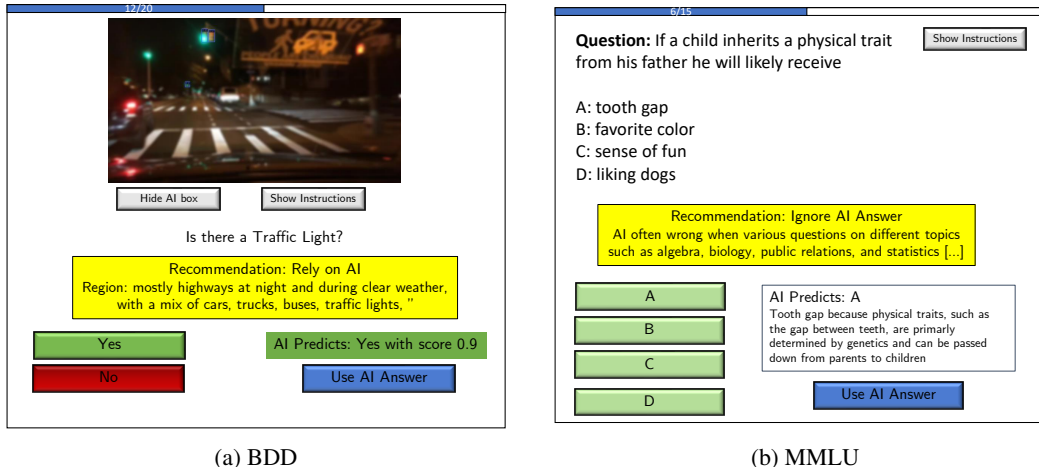 12/20
TURNING?
Hide AI box
Show Instructions
Is there a Traffic Light?
Recommendation: Rely on AI
Region: mostly highways at night and during clear weather,
with a mix of cars, trucks, buses, traffic lights, "
Yes
AI Predicts: Yes with score 0.9
No
Use AI Answer
(a) BDD
6/15
Question: If a child inherits a physical trait
from his father he will likely receive
Show Instructions
A: tooth gap
B: favorite color
C: sense of fun
D: liking dogs
Recommendation: Ignore AI Answer
AI often wrong when various questions on different topics
such as algebra, biology, public relations, and statistics [...]
A
B
C
D
AI Predicts: A
Tooth gap because physical traits, such as
the gap between teeth, are primarly
determined by genetics and can be passed
down from parents to children
Use AI Answer
(b) MMLU